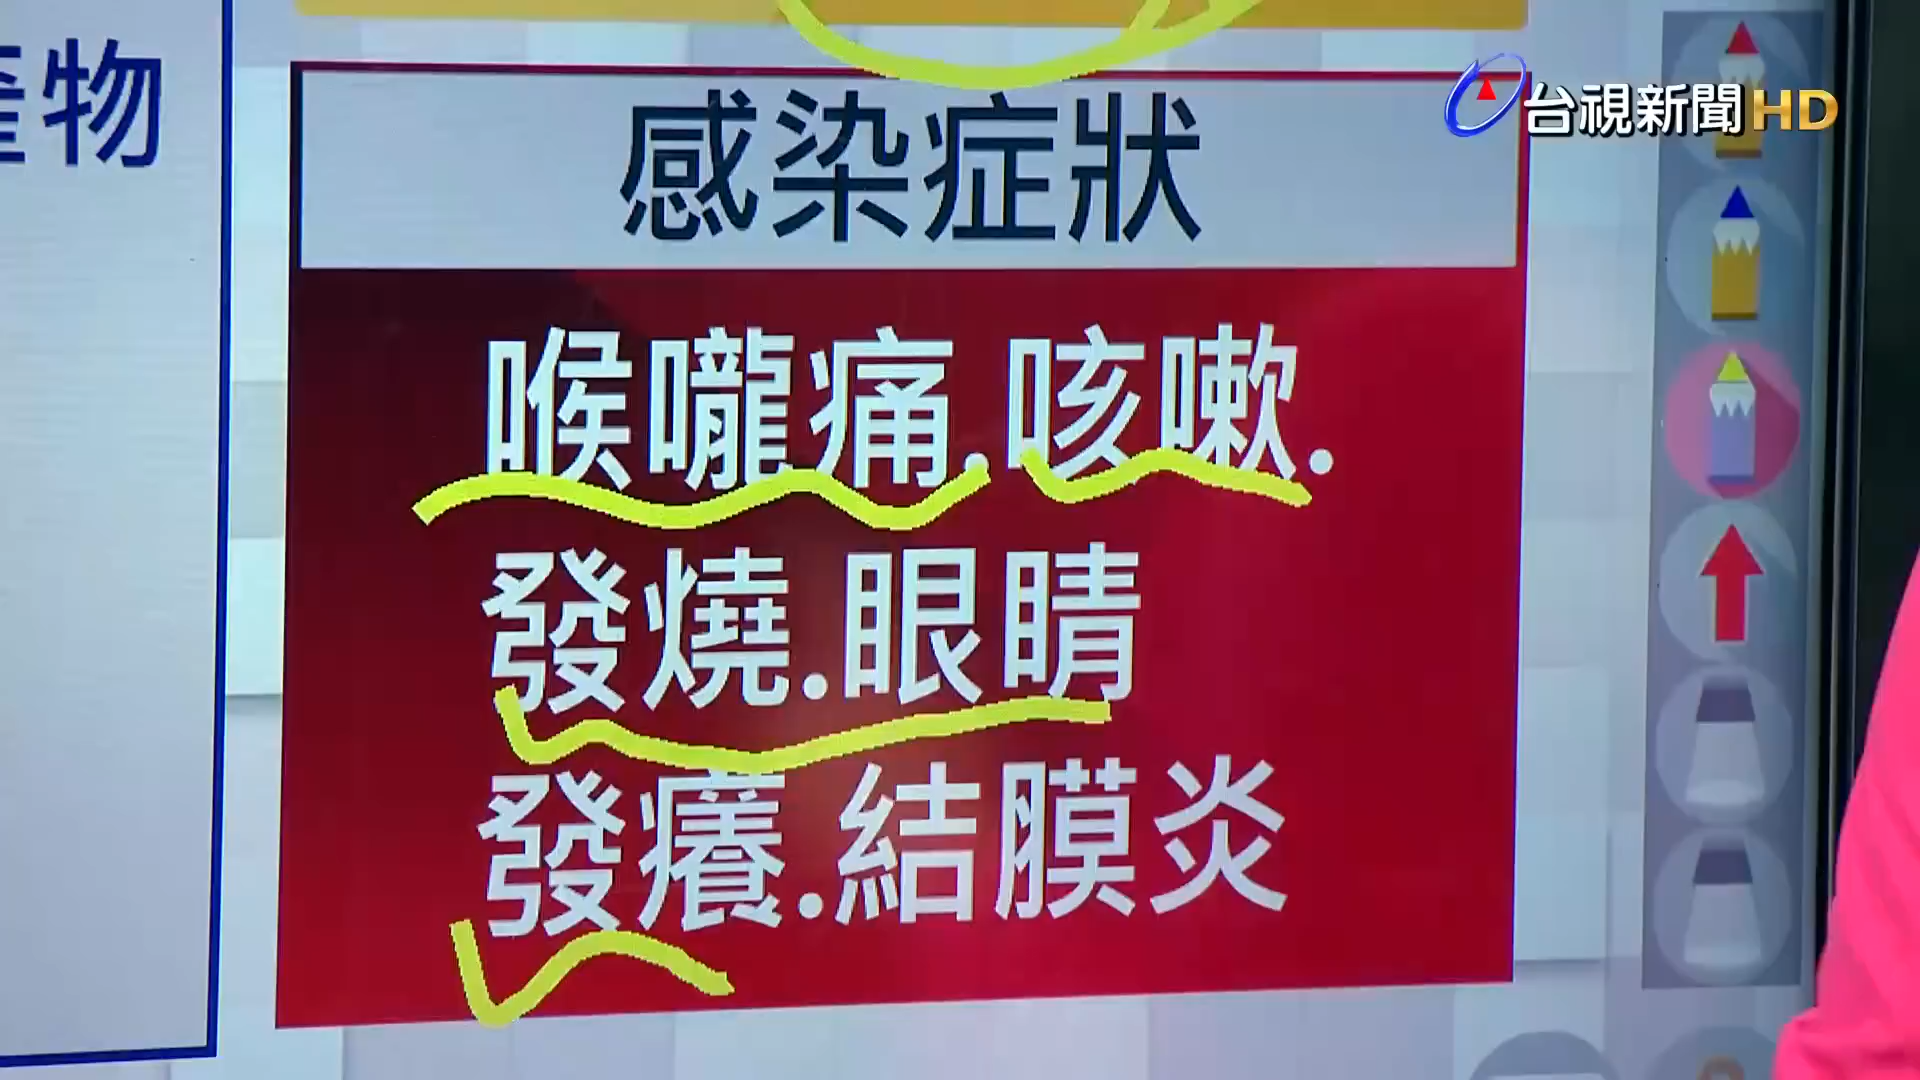 產物
台視新聞HD
感染症狀
喉嚨痛.咳嗽.
發燒.眼睛
發癢.結膜炎